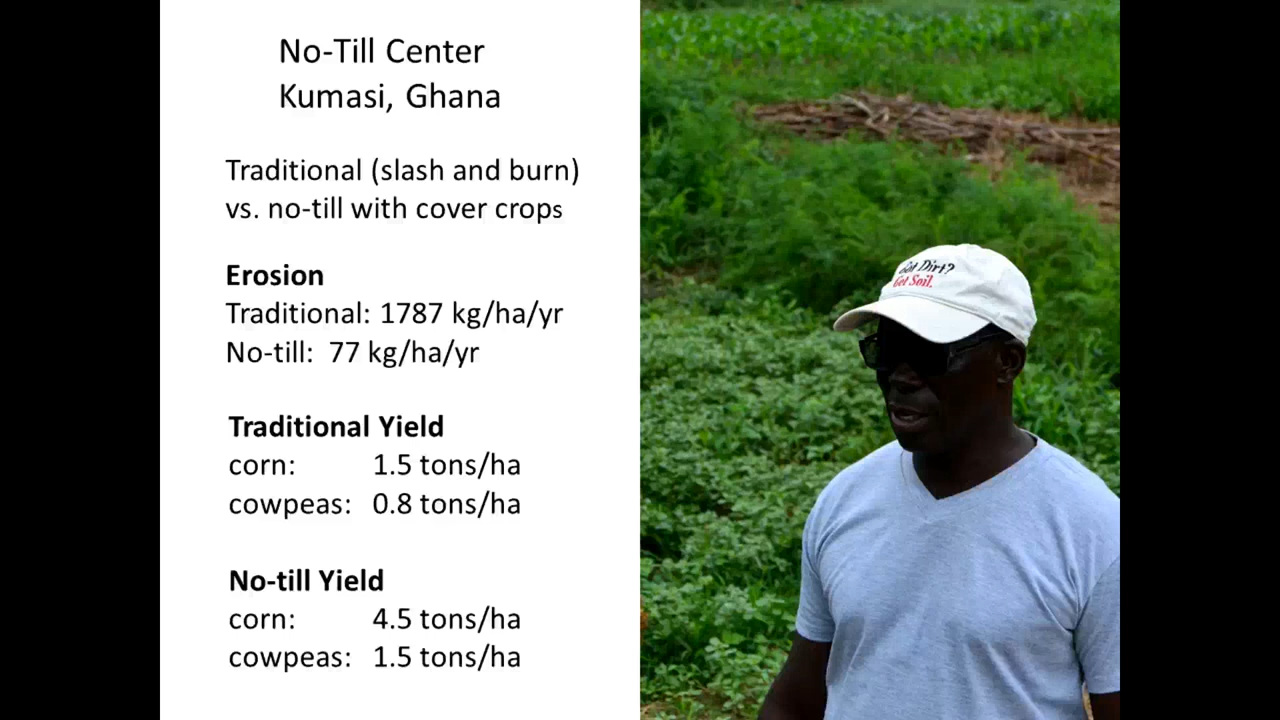 No-Till Center
Kumasi, Ghana
Traditional (slash and burn)
vs. no-till with cover crops
Erosion
Traditional: 1787 kg/ha/yr
No-till: 77 kg/ha/yr
Traditional Yield
corn: 1.5 tons/ha
cowpeas: 0.8 tons/ha
No-till Yield
corn: 4.5 tons/ha
cowpeas: 1.5 tons/ha
Got Dirt?
Get Soil.